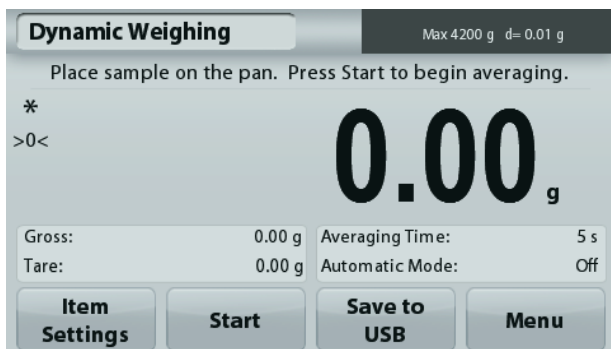 Dynamic Weighing
Max 4200 g d= 0.01 g
Place sample on the pan. Press Start to begin averaging.
*
>0<
0.00 g
Gross: 0.00 g
Tare: 0.00 g
Averaging Time: 5 s
Automatic Mode: Off
Item
Settings
Start
Save to
USB
Menu